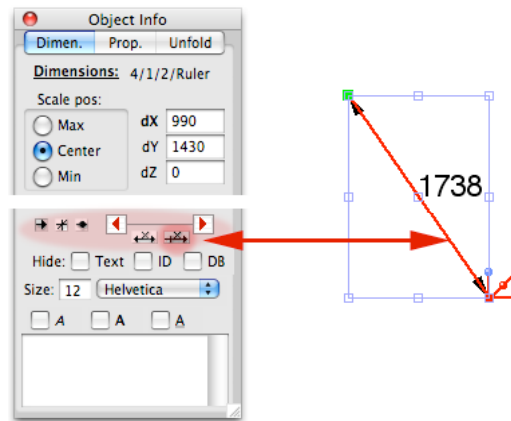 Object Info
Dimen. Prop. Unfold
Dimensions: 4/1/2/Ruler
Scale pos:
Max dX 990
Center dY 1430
Min dZ 0
1738
X X
Hide: Text ID DB
Size: 12 Helvetica
A A A